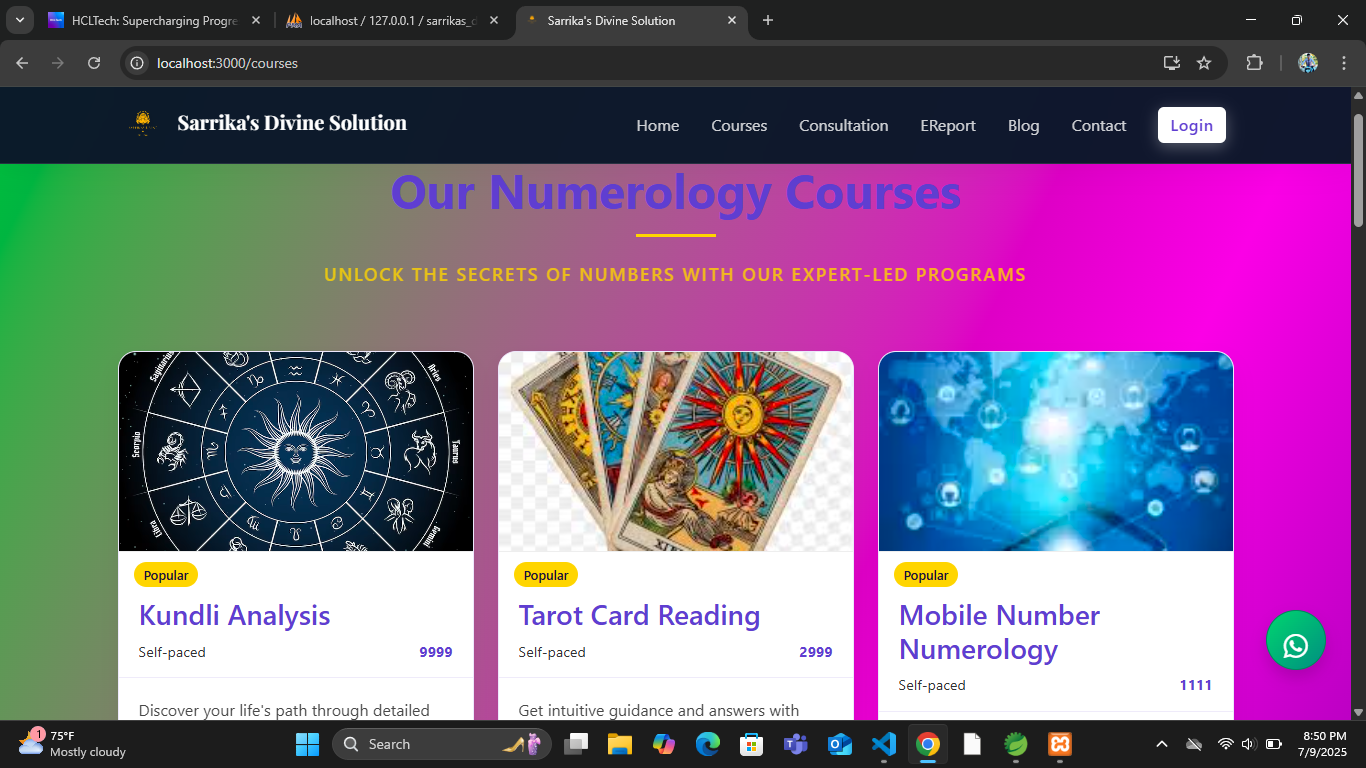 HCLTech: Supercharging Progre
localhost / 127.0.0.1 / sarrikas_d
Sarrika's Divine Solution
localhost:3000/courses
Sarrika's Divine Solution
Home
Courses
Consultation
EReport
Blog
Contact
Login
Our Numerology Courses
UNLOCK THE SECRETS OF NUMBERS WITH OUR EXPERT-LED PROGRAMS
Sagittarius
Aries
Scorpio
Taurus
Libra
Gemini
Popular
Kundli Analysis
Self-paced 9999
Discover your life's path through detailed
Popular
Tarot Card Reading
Self-paced 2999
Get intuitive guidance and answers with
Popular
Mobile Number
Numerology
Self-paced 1111
1
75°F
Mostly cloudy
Search
8:50 PM
7/9/2025